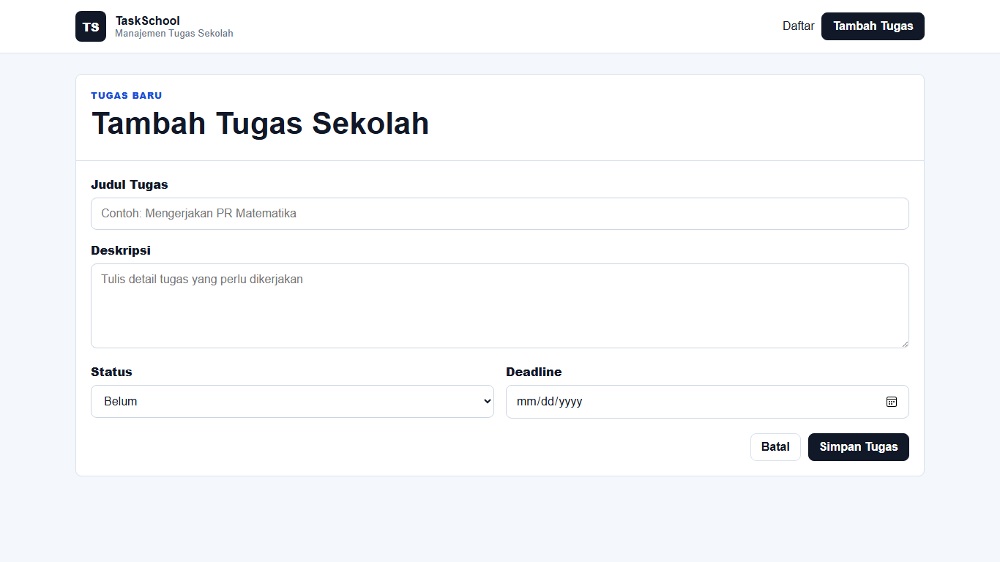 TS
TaskSchool
Manajemen Tugas Sekolah
Daftar
Tambah Tugas
TUGAS BARU
Tambah Tugas Sekolah
Judul Tugas
Contoh: Mengerjakan PR Matematika
Deskripsi
Tulis detail tugas yang perlu dikerjakan
Status
Deadline
Belum
mm/dd/yyyy
Batal
Simpan Tugas